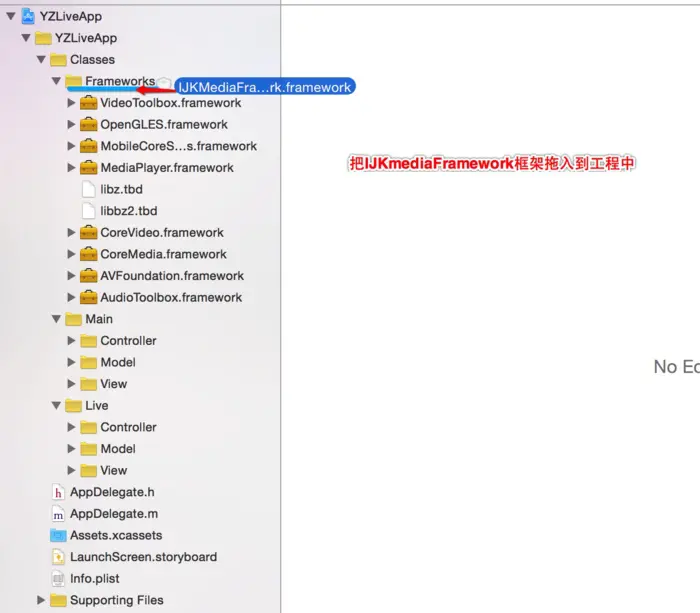 YZLiveApp
YZLiveApp
Classes
Frameworks
IJKMediaFra...rk.framework
VideoToolbox.framework
OpenGLES.framework
MobileCoreS...s.framework
MediaPlayer.framework
把IJKmediaFramework框架拖入到工程中
libz.tbd
libbz2.tbd
CoreVideo.framework
CoreMedia.framework
AVFoundation.framework
AudioToolbox.framework
Main
Controller
Model
No Ec
View
Live
Controller
Model
View
h AppDelegate.h
m AppDelegate.m
Assets.xcassets
LaunchScreen.storyboard
Info.plist
Supporting Files